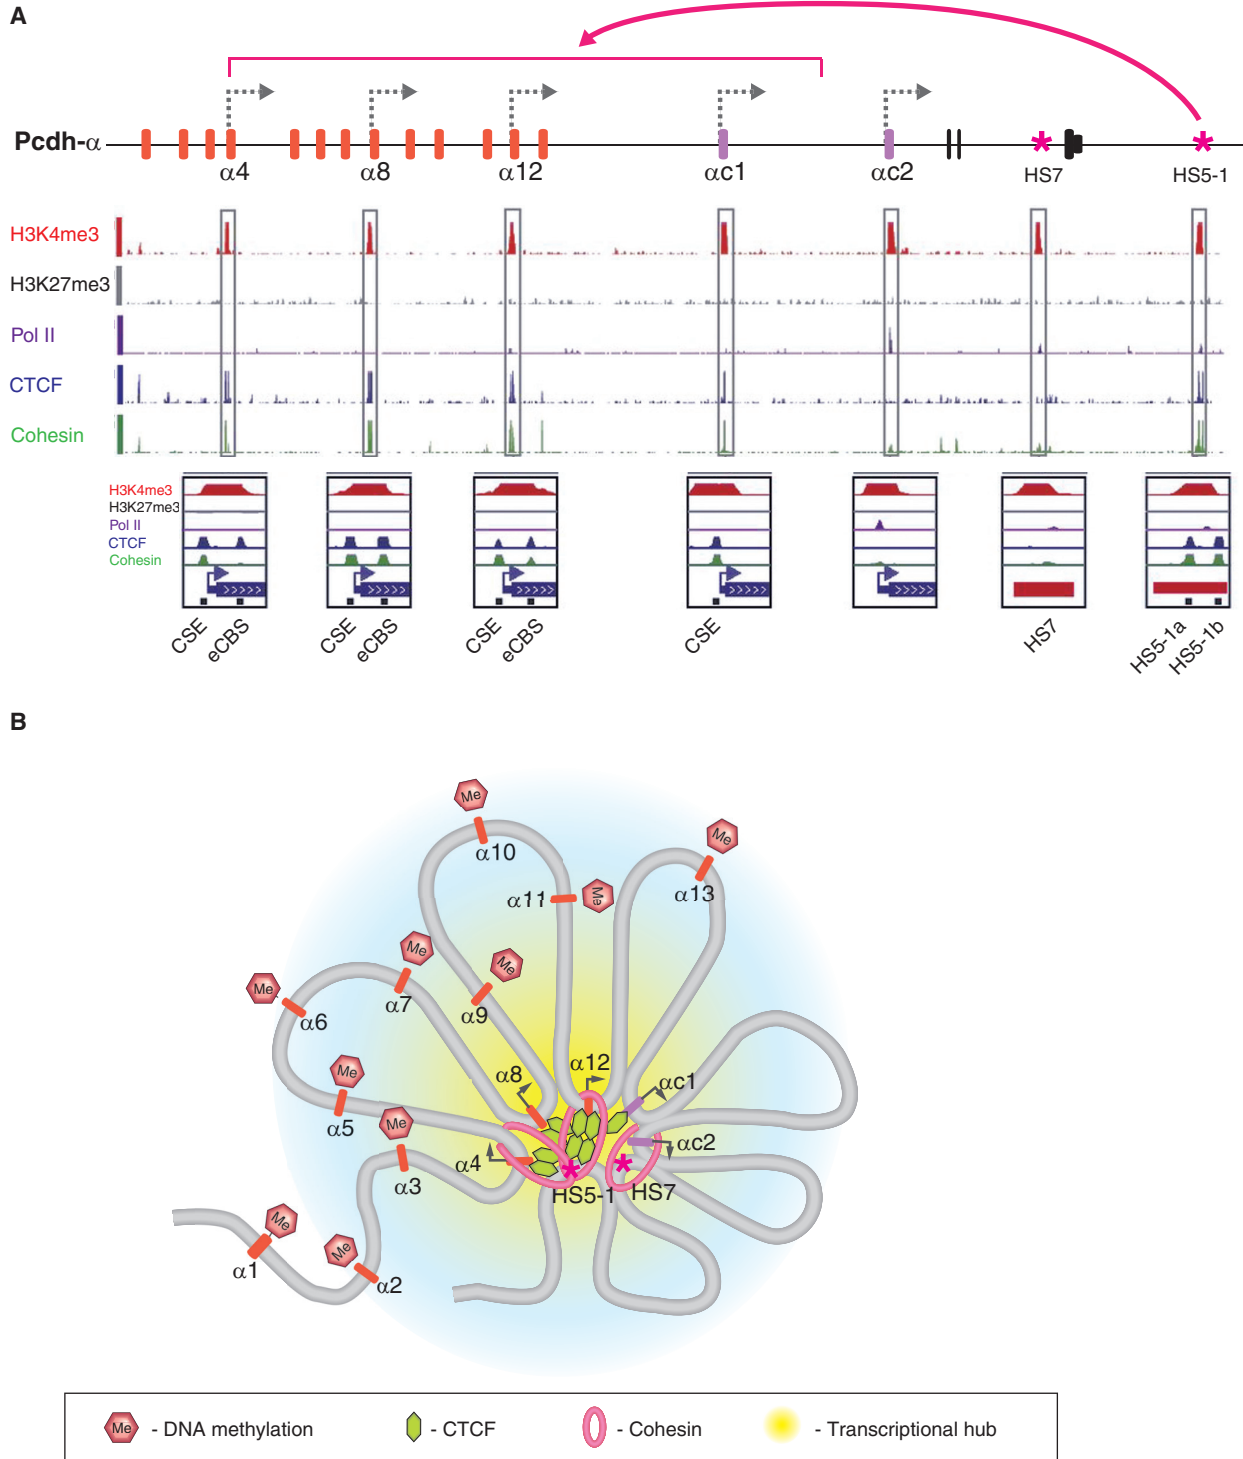 A
Pcdh-α
α4 α8 α12 αc1 αc2 HS7 HS5-1
H3K4me3
H3K27me3
Pol II
CTCF
Cohesin
H3K4me3
H3K27me3
Pol II
CTCF
Cohesin
CSE eCBS CSE eCBS CSE eCBS CSE HS7 HS5-1a HS5-1b
B
Me
α10
Me
α13
α11 Me
Me
α7
Me
α9
Me
α6
α12
α8
αc1
Me
α5
Me
αc2
α4
α3
HS5-1 HS7
Me
α1
Me
α2
Me - DNA methylation - CTCF - Cohesin - Transcriptional hub